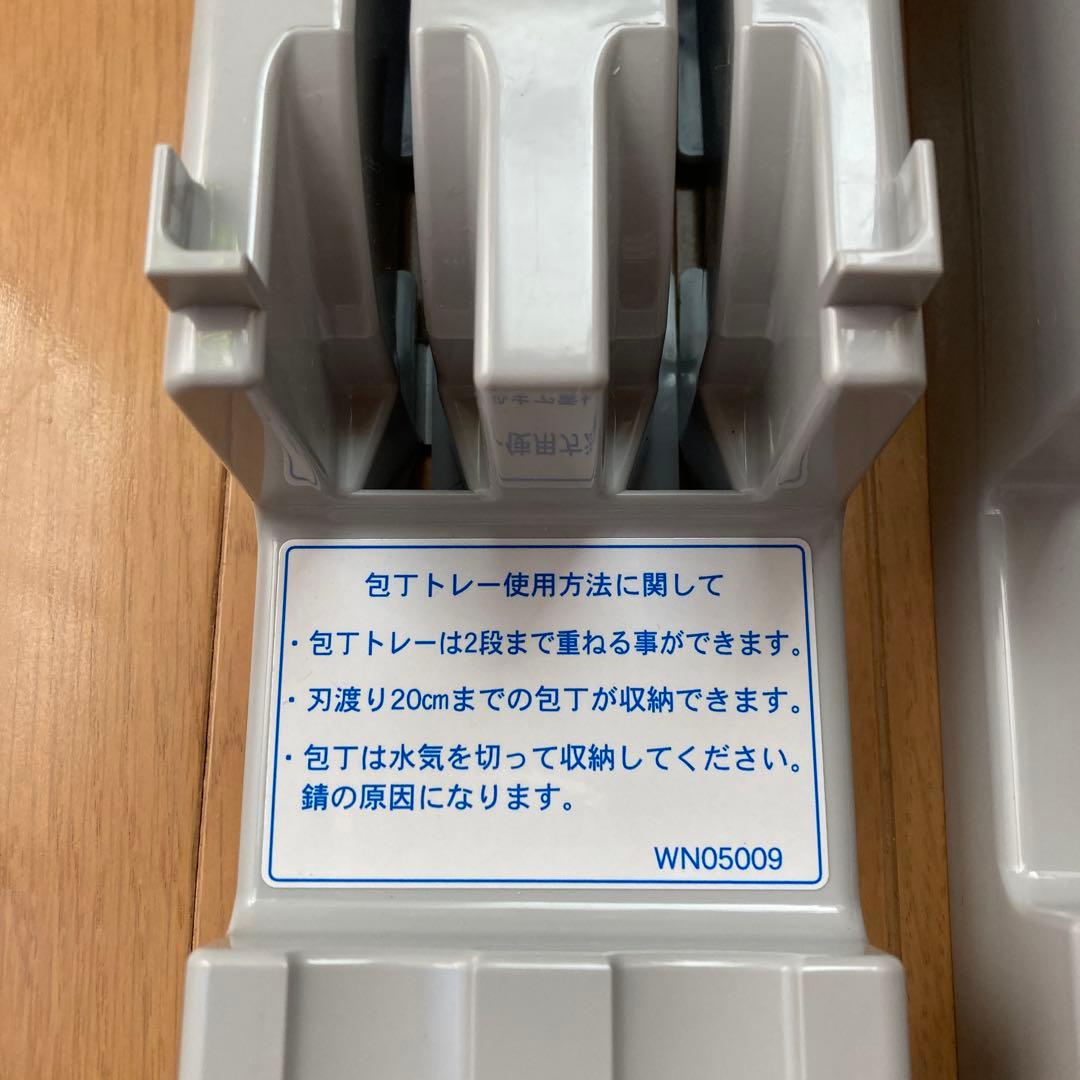 包丁トレー使用方法に関して
・包丁トレーは2段まで重ねる事ができます。
・刃渡り20㎝までの包丁が収納できます。
・包丁は水気を切って収納してください。
錆の原因になります。
WN05009